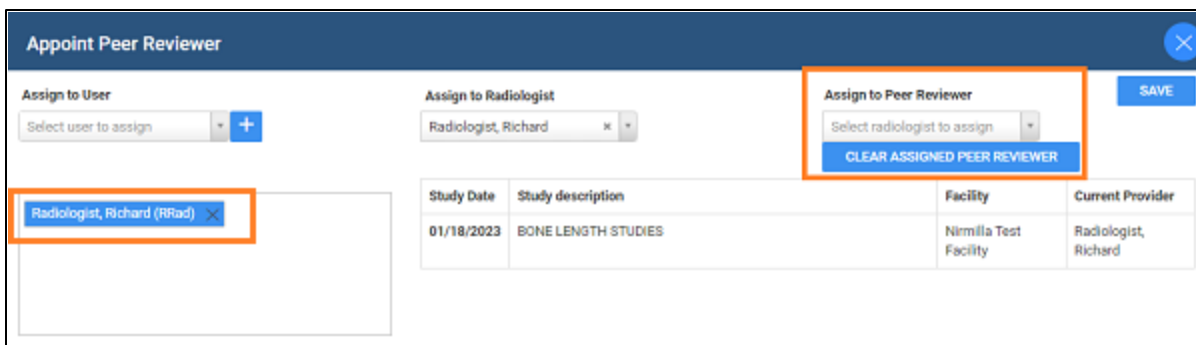 Appoint Peer Reviewer
Assign to User
Assign to Radiologist
Assign to Peer Reviewer
SAVE
Select user to assign
+
Radiologist, Richard
Select radiologist to assign
CLEAR ASSIGNED PEER REVIEWER
Radiologist, Richard (RRad)
Study Date Study description Facility Current Provider
01/18/2023 BONE LENGTH STUDIES Nirmilla Test Radiologist,
Facility Richard